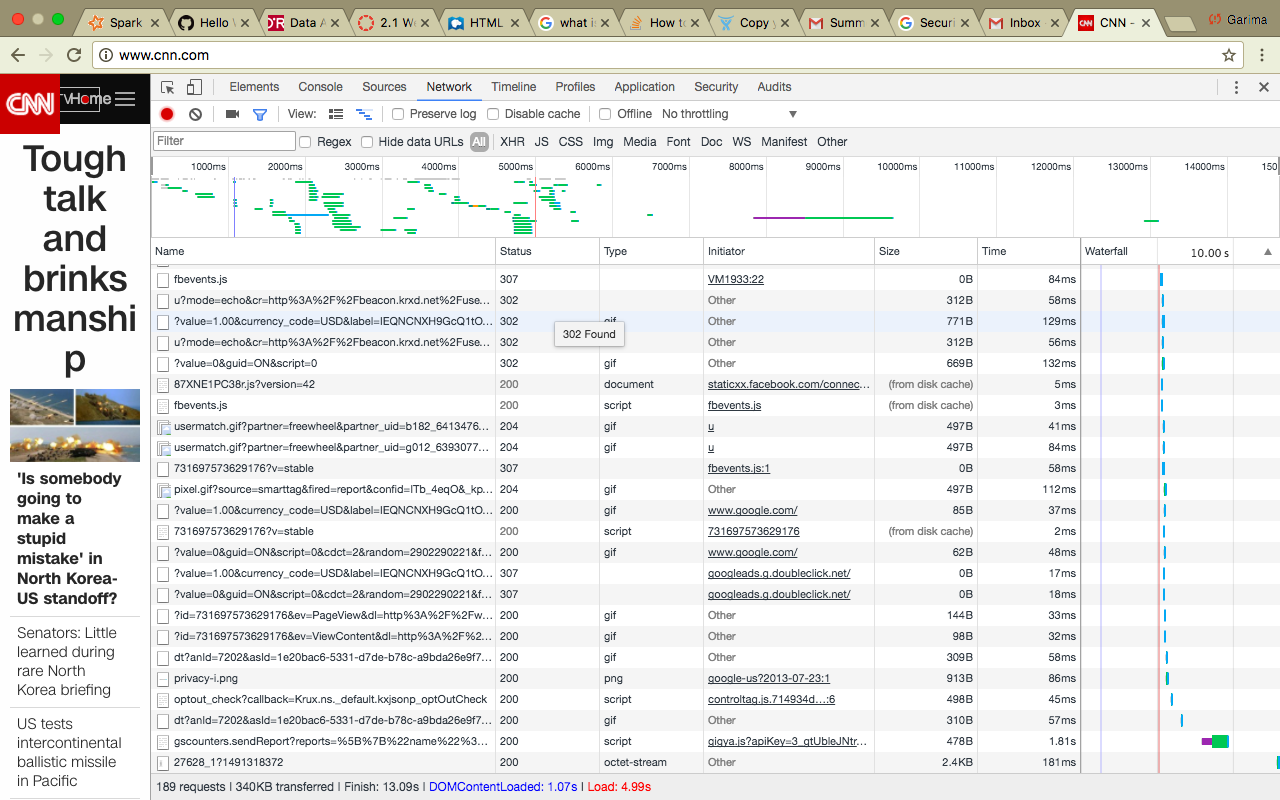 Spark
Hello
Data A
2.1 We
HTML
what is
How to
Copy y
Summ
Securi
Inbox
CNN -
Garima
www.cnn.com
CNN
Home
Elements Console Sources Network Timeline Profiles Application Security Audits
View: Preserve log Disable cache Offline No throttling
Filter Regex Hide data URLs All XHR JS CSS Img Media Font Doc WS Manifest Other
1000ms 2000ms 3000ms 4000ms 5000ms 6000ms 7000ms 8000ms 9000ms 10000ms 11000ms 12000ms 13000ms 14000ms 150
Name Status Type Initiator Size Time Waterfall 10.00 s
fbevents.js 307 VM1933:22 0B 84ms
u?mode=echo&cr=http%3A%2F%2Fbeacon.krxd.net%2Fuse... 302 Other 312B 58ms
?value=1.00&currency_code=USD&label=IEQNCNXH9GcQ1tO... 302 gif Other 771B 129ms
302 Found
u?mode=echo&cr=http%3A%2F%2Fbeacon.krxd.net%2Fuse... 302 Other 312B 56ms
?value=0&guid=ON&script=0 302 gif Other 669B 132ms
87XNE1PC38r.js?version=42 200 document staticxx.facebook.com/connec... (from disk cache) 5ms
fbevents.js 200 script fbevents.js (from disk cache) 3ms
usermatch.gif?partner=freewheel&partner_uid=b182_6413476... 204 gif u 497B 41ms
usermatch.gif?partner=freewheel&partner_uid=g012_6393077... 204 gif u 497B 84ms
731697573629176?v=stable 307 fbevents.js:1 0B 58ms
pixel.gif?source=smarttag&fired=report&confid=ITb_4eqO&_kp... 204 gif Other 497B 112ms
?value=1.00&currency_code=USD&label=IEQNCNXH9GcQ1tO... 200 gif www.google.com/ 85B 37ms
731697573629176?v=stable 200 script 731697573629176 (from disk cache) 2ms
?value=0&guid=ON&script=0&cdct=2&random=2902290221&f... 200 gif www.google.com/ 62B 48ms
?value=1.00&currency_code=USD&label=IEQNCNXH9GcQ1tO... 307 googleads.g.doubleclick.net/ 0B 17ms
?value=0&guid=ON&script=0&cdct=2&random=2902290221&f... 307 googleads.g.doubleclick.net/ 0B 18ms
?id=731697573629176&ev=PageView&dl=http%3A%2F%2Fw... 200 gif Other 144B 33ms
?id=731697573629176&ev=ViewContent&dl=http%3A%2F%2... 200 gif Other 98B 32ms
dt?anId=7202&asId=1e20bac6-5331-d7de-b78c-a9bda26e9f7... 200 gif Other 309B 58ms
privacy-i.png 200 png google-us?2013-07-23:1 913B 86ms
optout_check?callback=Krux.ns._default.kxjsonp_optOutCheck 200 script controltag.js.714934d...:6 498B 45ms
dt?anId=7202&asId=1e20bac6-5331-d7de-b78c-a9bda26e9f7... 200 gif Other 310B 57ms
gscounters.sendReport?reports=%5B%7B%22name%22%3... 200 script gigya.js?apiKey=3_gtUbleJNtr... 478B 1.81s
27628_1?1491318372 200 octet-stream 2.4KB 181ms
189 requests | 340KB transferred | Finish: 13.09s | DOMContentLoaded: 1.07s | Load: 4.99s
Tough
talk
and
brinks
manshi
p
'Is somebody
going to
make a
stupid
mistake' in
North Korea-
US standoff?
Senators: Little
learned during
rare North
Korea briefing
US tests
intercontinental
ballistic missile
in Pacific